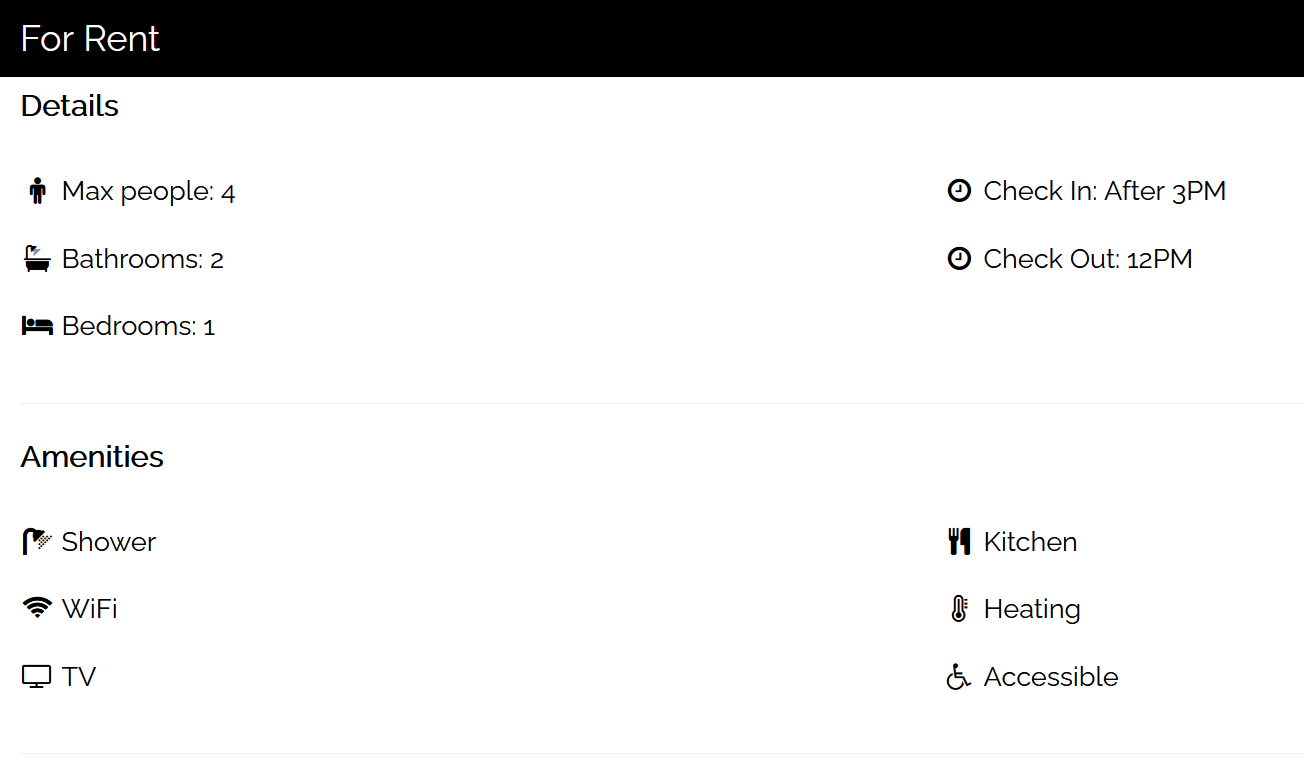 For Rent
Details
Max people: 4
Check In: After 3PM
Bathrooms: 2
Check Out: 12PM
Bedrooms: 1
Amenities
Shower
Kitchen
WiFi
Heating
TV
Accessible